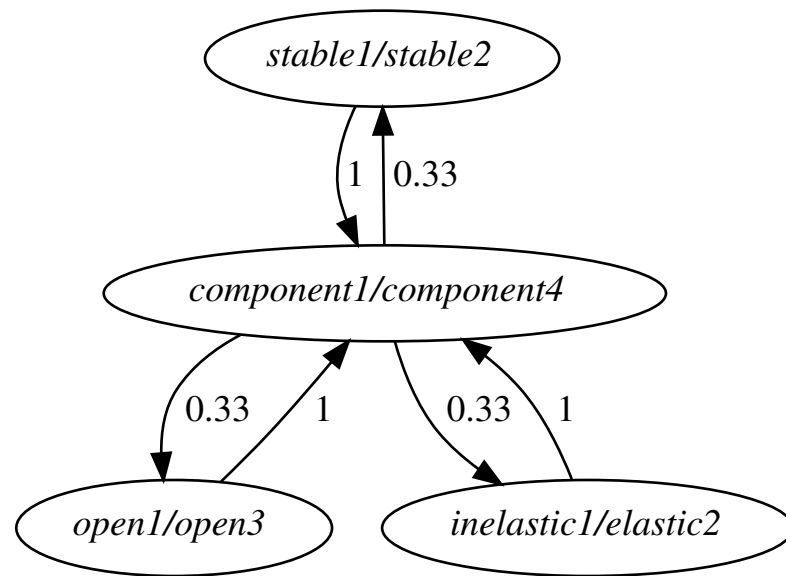 stable1/stable2
1
0.33
component1/component4
0.33
1
0.33
1
open1/open3
inelastic1/elastic2